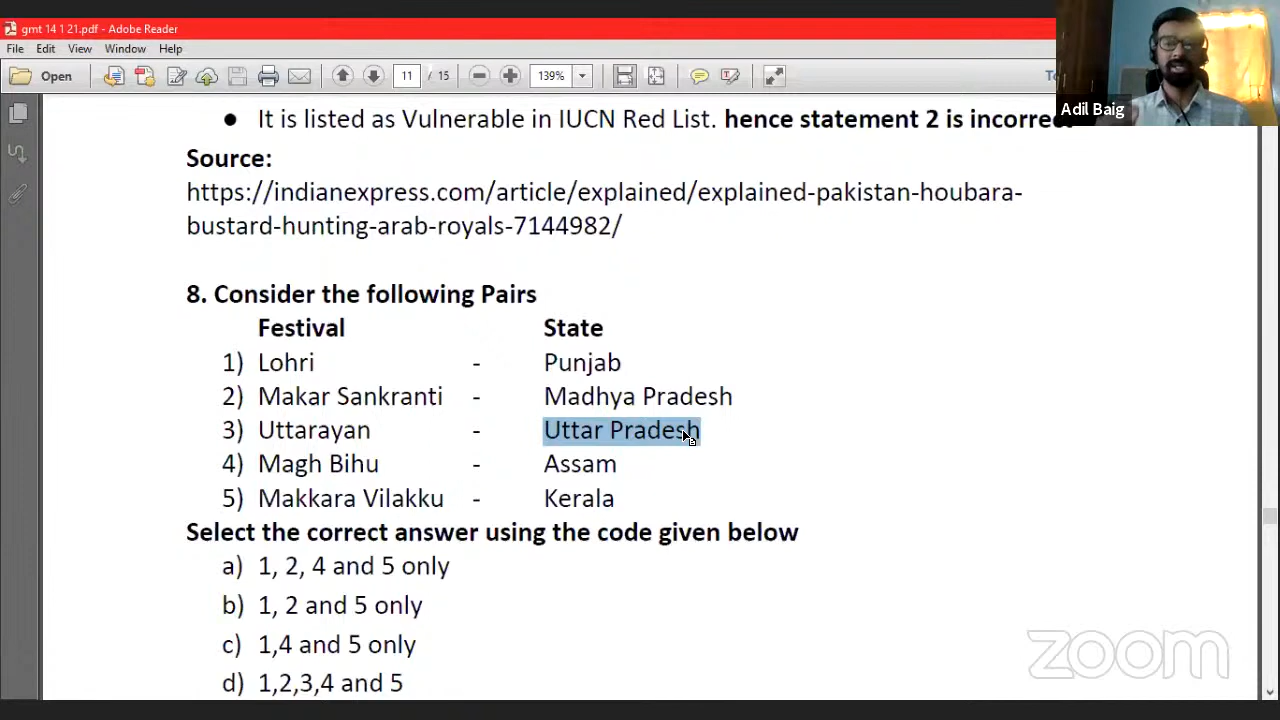 gmt 14 1 21.pdf - Adobe Reader
File Edit View Window Help
Open 11 / 15 139%
Adil Baig
• It is listed as Vulnerable in IUCN Red List. hence statement 2 is incorrect
Source:
https://indianexpress.com/article/explained/explained-pakistan-houbara-
bustard-hunting-arab-royals-7144982/
8. Consider the following Pairs
Festival State
1) Lohri - Punjab
2) Makar Sankranti - Madhya Pradesh
3) Uttarayan - Uttar Pradesh
4) Magh Bihu - Assam
5) Makkara Vilakku - Kerala
Select the correct answer using the code given below
a) 1, 2, 4 and 5 only
b) 1, 2 and 5 only
c) 1,4 and 5 only
d) 1,2,3,4 and 5
zoom